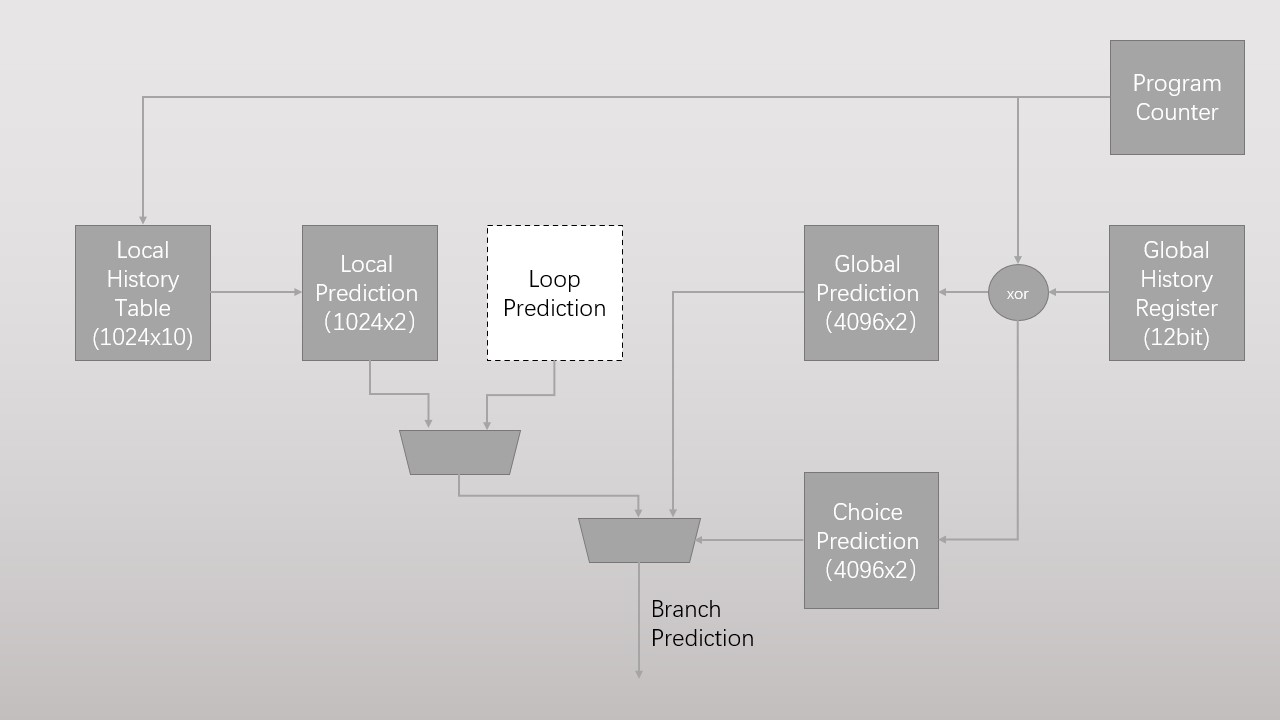 Program
Counter
Local
History
Table
(1024x10)
Local
Prediction
（1024x2）
Loop
Prediction
Global
Prediction
（4096x2）
xor
Global
History
Register
(12bit)
Choice
Prediction
（4096x2）
Branch
Prediction